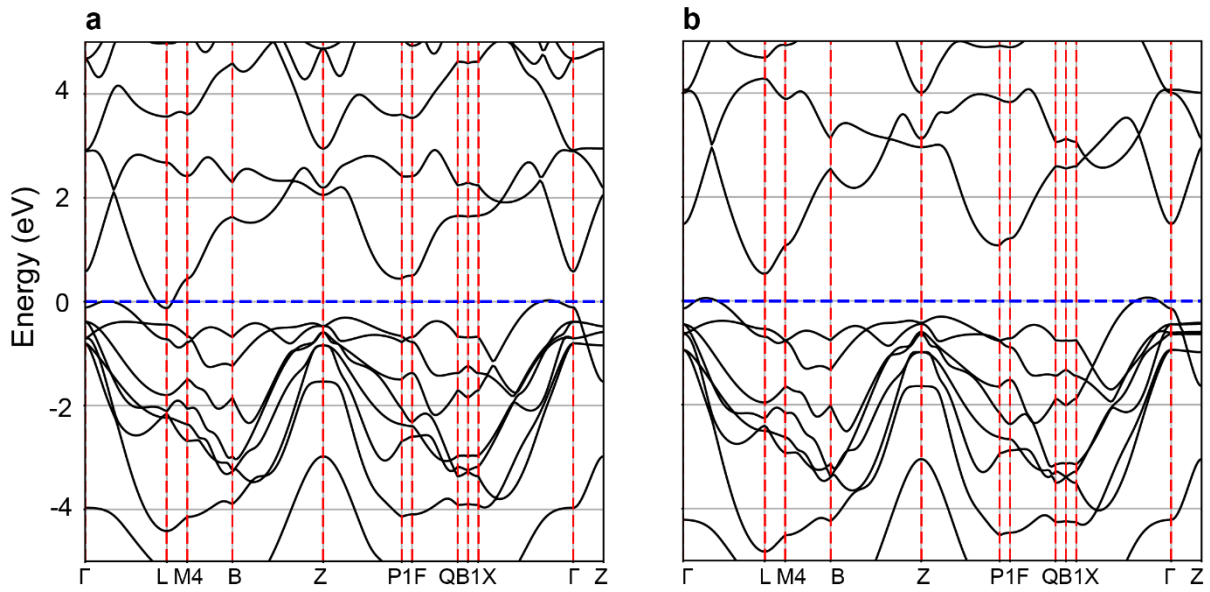 a
b
Energy (eV)
4
2
0
-2
-4
Γ L M4 B Z P1F QB1X Γ Z
Γ L M4 B Z P1F QB1X Γ Z